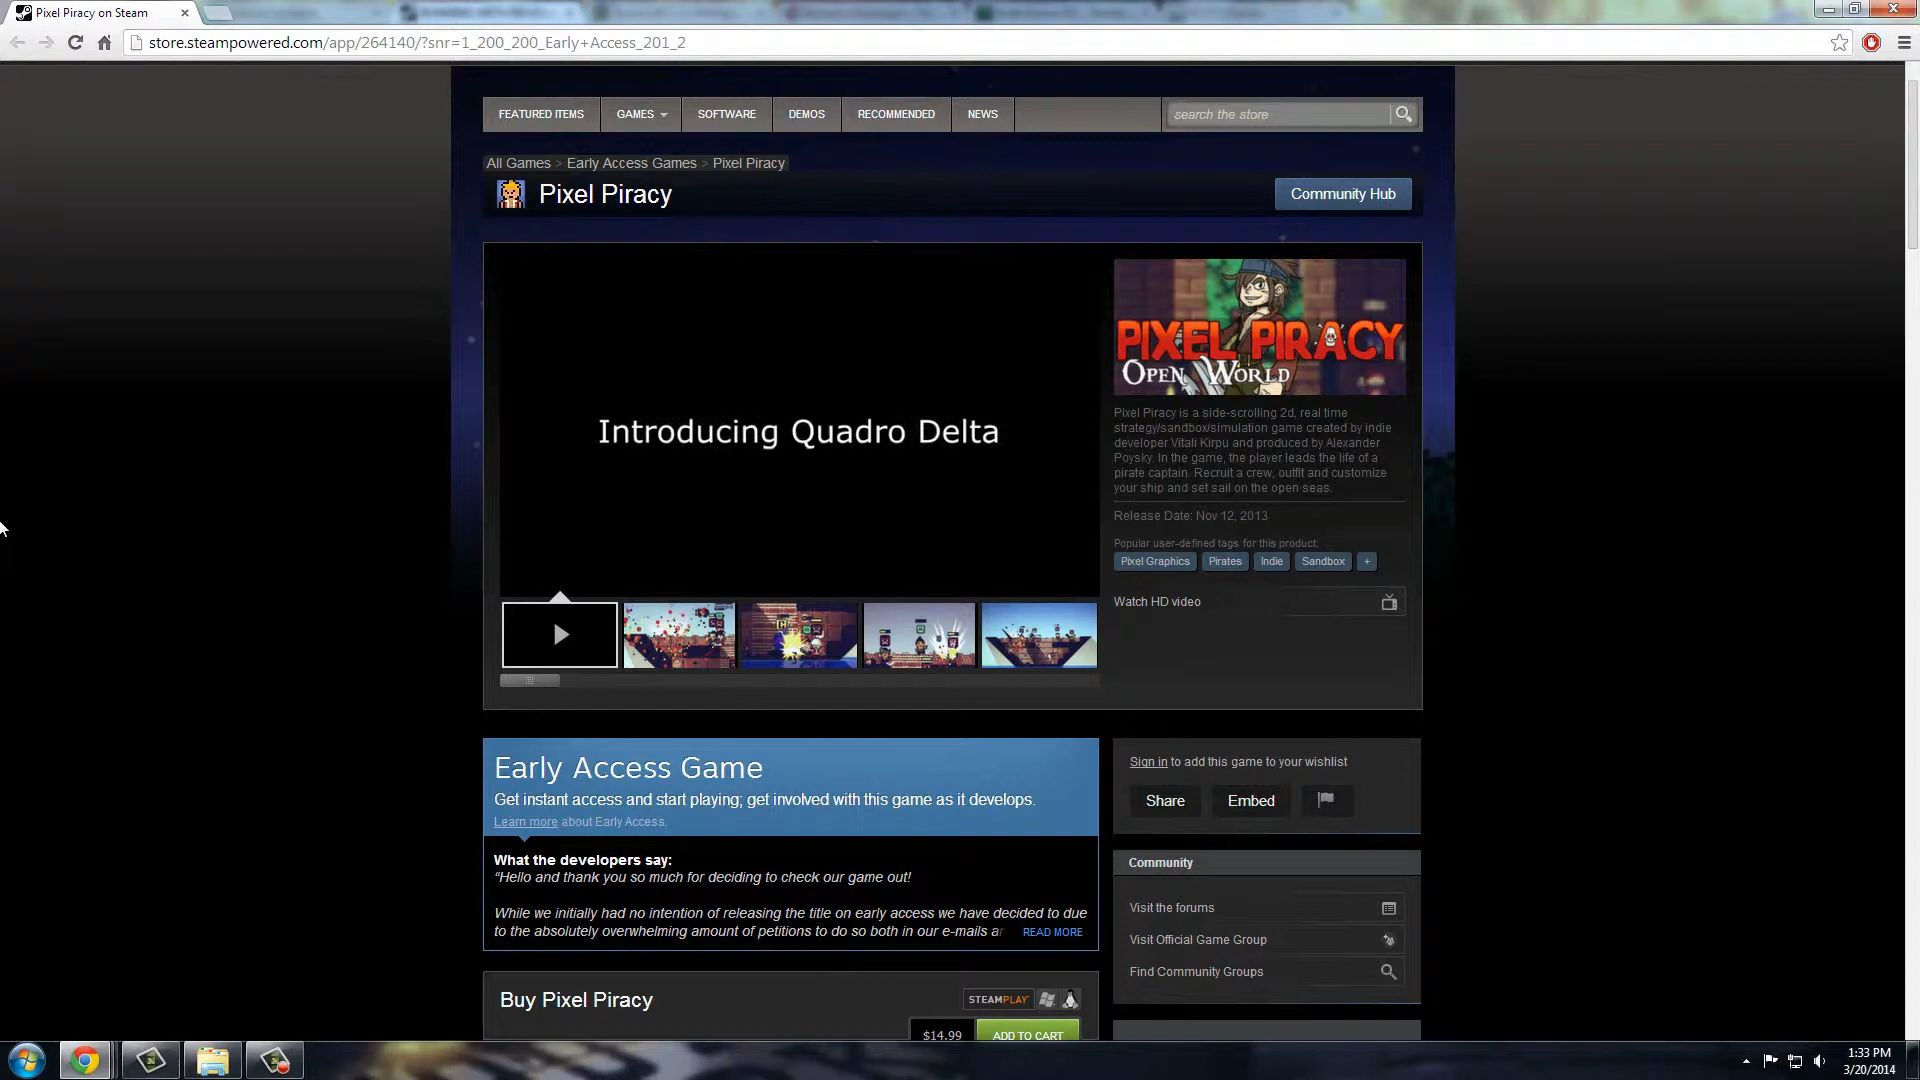 Pixel Piracy on Steam
store.steampowered.com/app/264140/?snr=1_200_200_Early+Access_201_2
FEATURED ITEMS GAMES SOFTWARE DEMOS RECOMMENDED NEWS search the store
All Games > Early Access Games > Pixel Piracy
Pixel Piracy
Community Hub
Introducing Quadro Delta
PIXEL PIRACY
OPEN WORLD
Pixel Piracy is a side-scrolling 2d, real time
strategy/sandbox/simulation game created by indie
developer Vitali Kirpu and produced by Alexander
Poysky. In the game, the player leads the life of a
pirate captain. Recruit a crew, outfit and customize
your ship and set sail on the open seas.
Release Date: Nov 12, 2013
Popular user-defined tags for this product:
Pixel Graphics Pirates Indie Sandbox +
Watch HD video
Early Access Game
Get instant access and start playing; get involved with this game as it develops.
Learn more about Early Access.
What the developers say:
“Hello and thank you so much for deciding to check our game out!
While we initially had no intention of releasing the title on early access we have decided to due
to the absolutely overwhelming amount of petitions to do so both in our e-mails ar READ MORE
Sign in to add this game to your wishlist
Share Embed
Community
Visit the forums
Visit Official Game Group
Find Community Groups
Buy Pixel Piracy
STEAMPLAY
$14.99 ADD TO CART
1:33 PM
3/20/2014